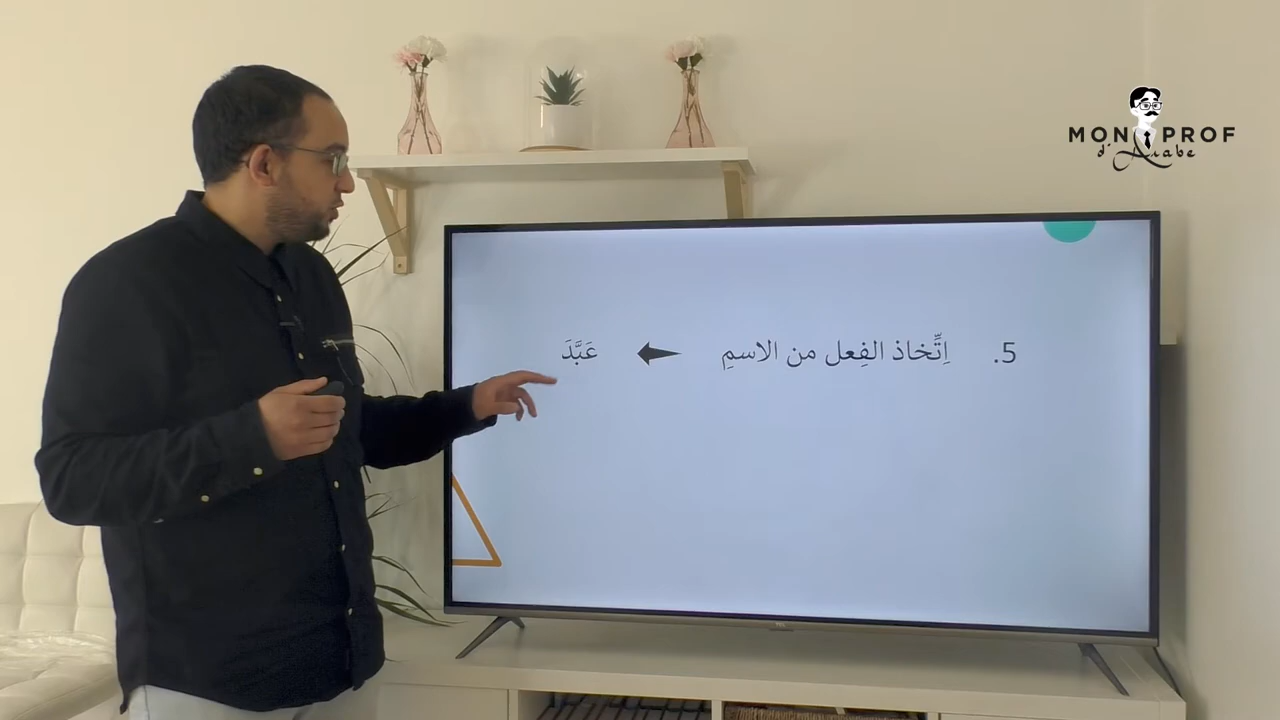 MON PROF
d'Arabe
5. اِتِّخاذ الفِعل من الاسمِ ← عَبَّدَ